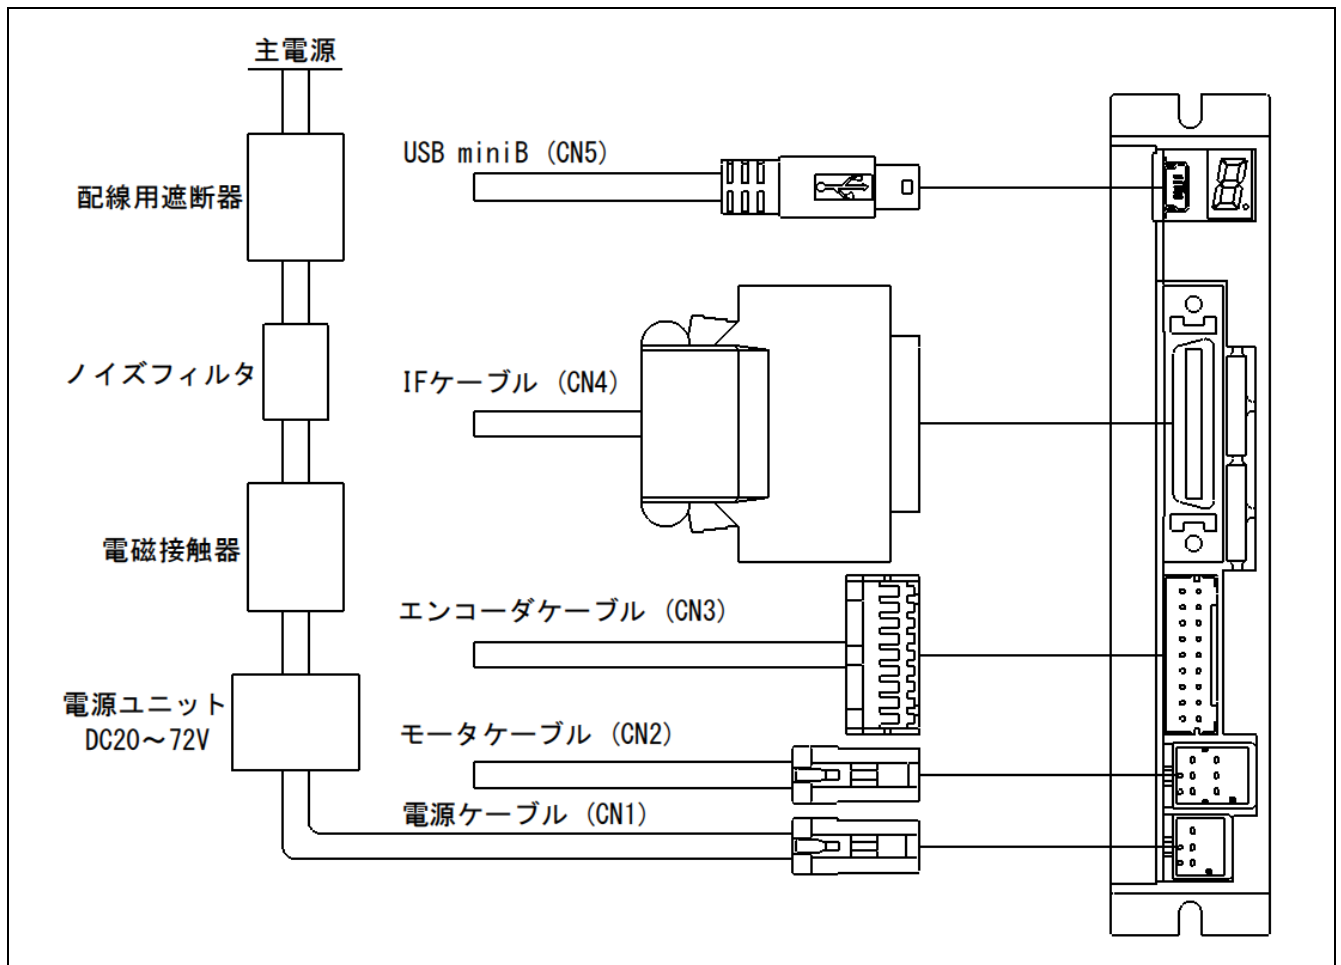 主電源
配線用遮断器
ノイズフィルタ
電磁接触器
電源ユニット
DC20～72V
USB miniB (CN5)
IFケーブル (CN4)
エンコーダケーブル (CN3)
モータケーブル (CN2)
電源ケーブル (CN1)